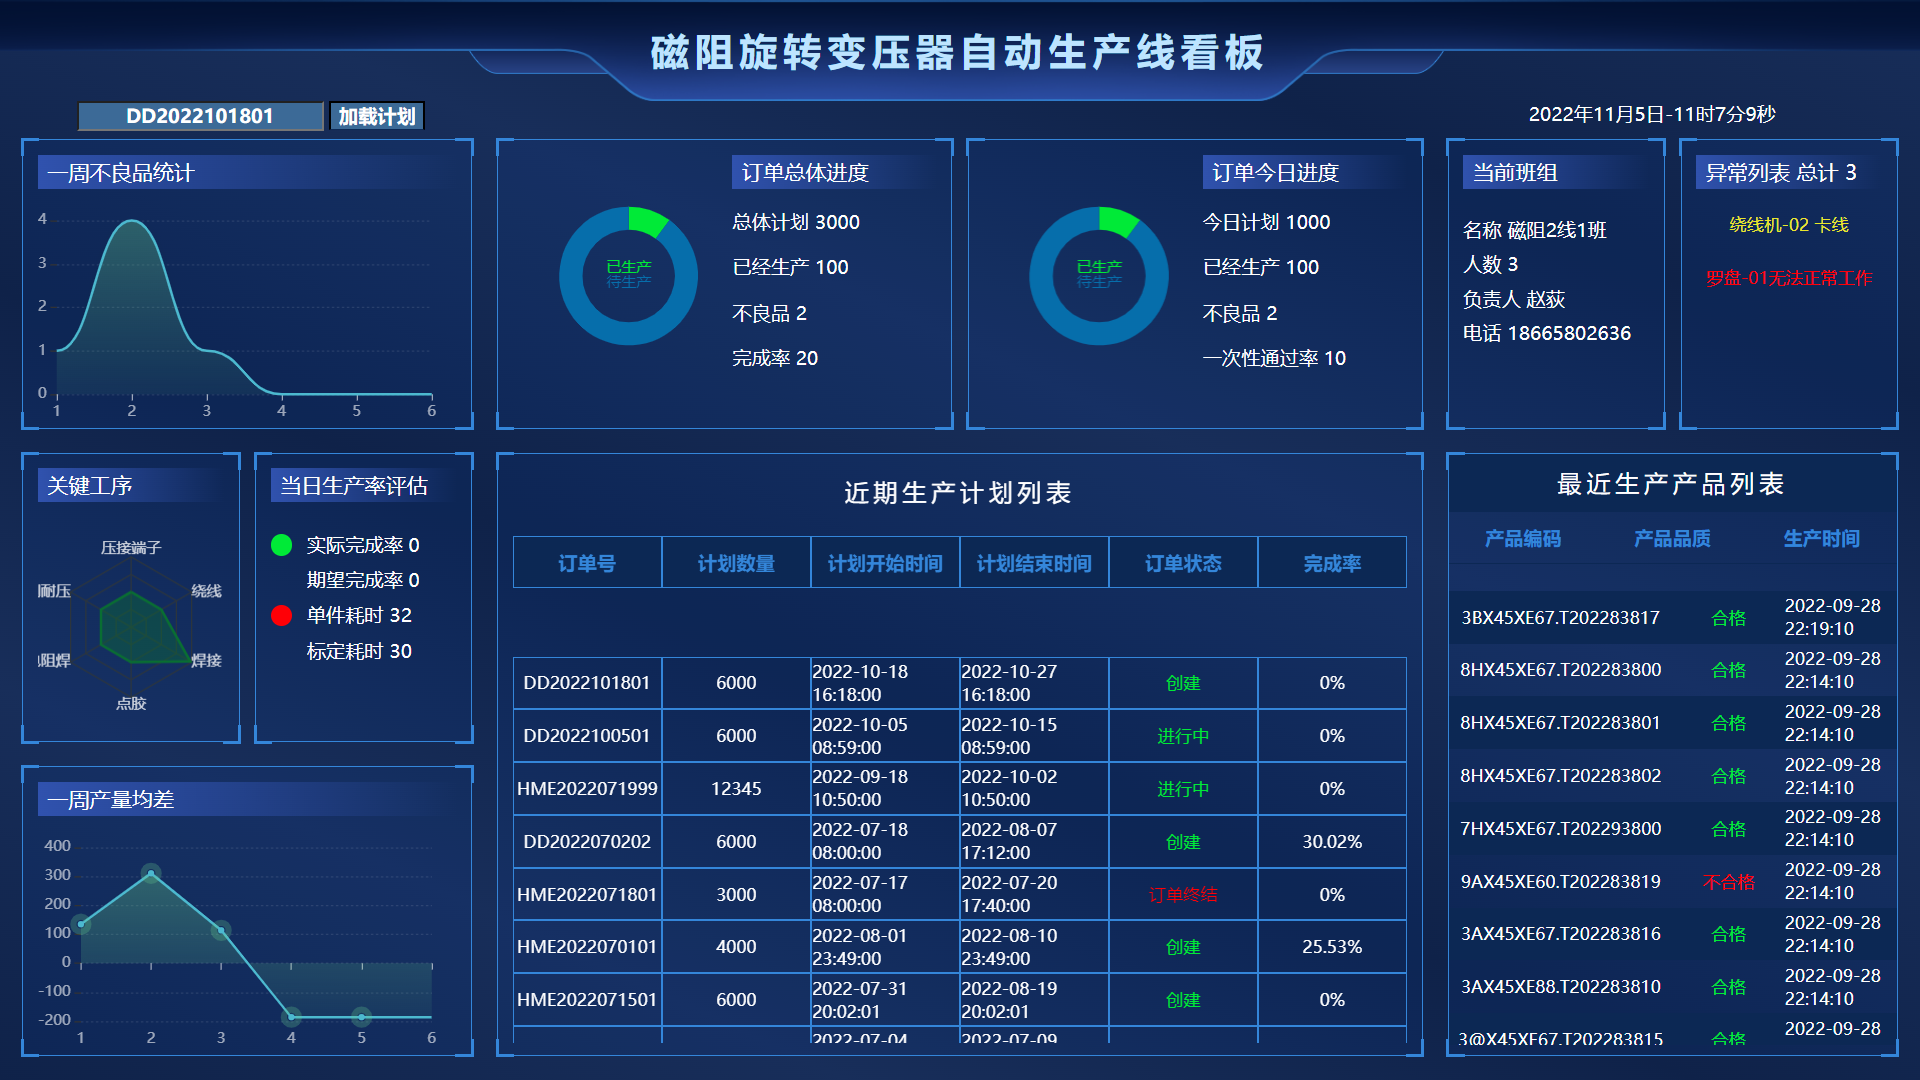 磁阻旋转变压器自动生产线看板
DD2022101801 加载计划
2022年11月5日-11时7分9秒
一周不良品统计
4
3
2
1
0
1 2 3 4 5 6
订单总体进度
已生产
待生产
总体计划 3000
已经生产 100
不良品 2
完成率 20
订单今日进度
已生产
待生产
今日计划 1000
已经生产 100
不良品 2
一次性通过率 10
当前班组
名称 磁阻2线1班
人数 3
负责人 赵荻
电话 18665802636
异常列表 总计 3
绕线机-02 卡线
罗盘-01无法正常工作
关键工序
压接端子
耐压 绕线
阻焊 焊接
点胶
当日生产率评估
实际完成率 0
期望完成率 0
单件耗时 32
标定耗时 30
一周产量均差
400
300
200
100
0
-100
-200
1 2 3 4 5 6
近期生产计划列表
订单号 计划数量 计划开始时间 计划结束时间 订单状态 完成率
DD2022101801 6000 2022-10-18 16:18:00 2022-10-27 16:18:00 创建 0%
DD2022100501 6000 2022-10-05 08:59:00 2022-10-15 08:59:00 进行中 0%
HME2022071999 12345 2022-09-18 10:50:00 2022-10-02 10:50:00 进行中 0%
DD2022070202 6000 2022-07-18 08:00:00 2022-08-07 17:12:00 创建 30.02%
HME2022071801 3000 2022-07-17 08:00:00 2022-07-20 17:40:00 订单终结 0%
HME2022070101 4000 2022-08-01 23:49:00 2022-08-10 23:49:00 创建 25.53%
HME2022071501 6000 2022-07-31 20:02:01 2022-08-19 20:02:01 创建 0%
2022-07-04 2022-07-09
最近生产产品列表
产品编码 产品品质 生产时间
3BX45XE67.T202283817 合格 2022-09-28 22:19:10
8HX45XE67.T202283800 合格 2022-09-28 22:14:10
8HX45XE67.T202283801 合格 2022-09-28 22:14:10
8HX45XE67.T202283802 合格 2022-09-28 22:14:10
7HX45XE67.T202293800 合格 2022-09-28 22:14:10
9AX45XE60.T202283819 不合格 2022-09-28 22:14:10
3AX45XE67.T202283816 合格 2022-09-28 22:14:10
3AX45XE88.T202283810 合格 2022-09-28 22:14:10
3@X45XF67.T202283815 合格 2022-09-28